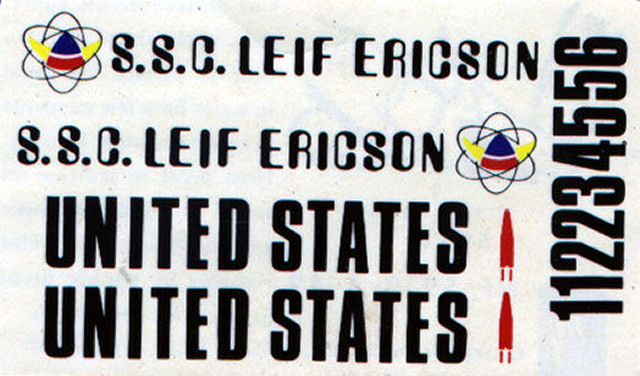 S.S.C. LEIF ERICSON
S.S.C. LEIF ERICSON
UNITED STATES
UNITED STATES
1122334556